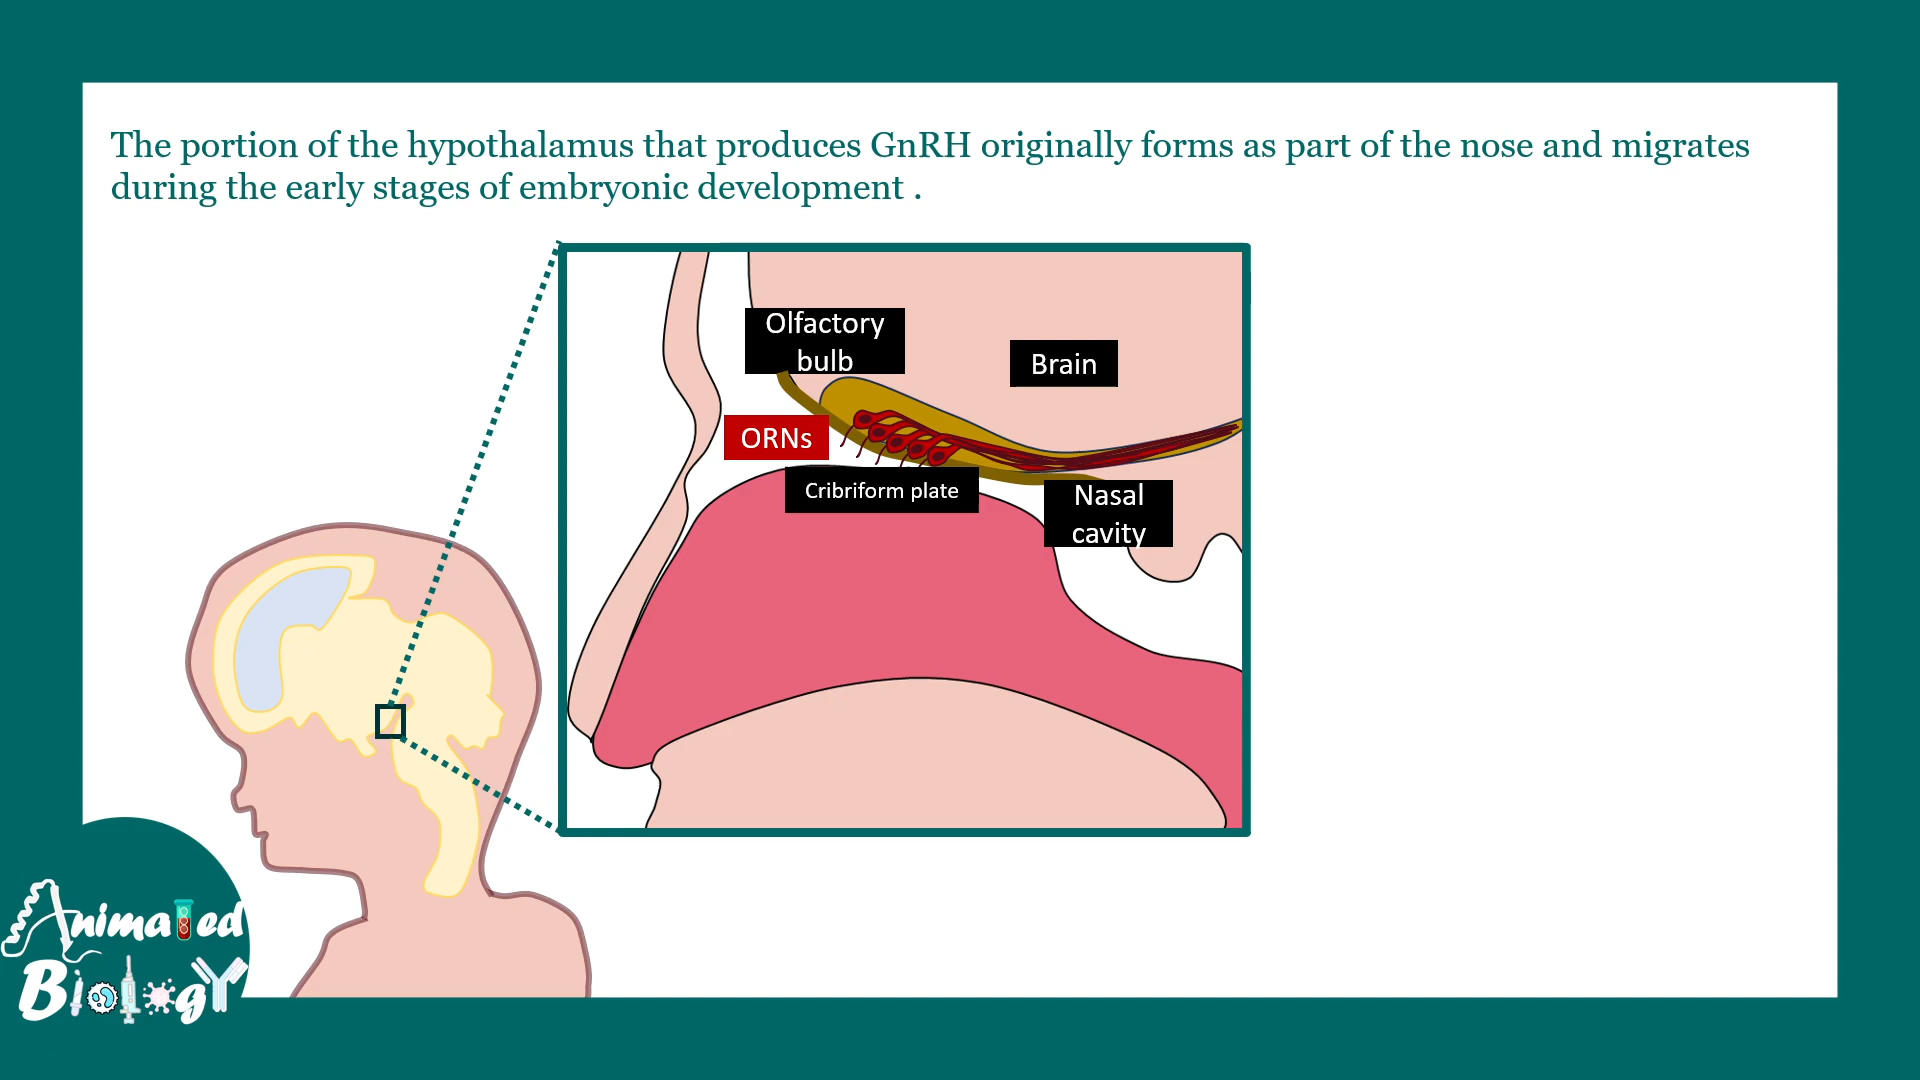 The portion of the hypothalamus that produces GnRH originally forms as part of the nose and migrates
during the early stages of embryonic development .
Olfactory
bulb
Brain
ORNs
Cribriform plate
Nasal
cavity
Animated
Biology